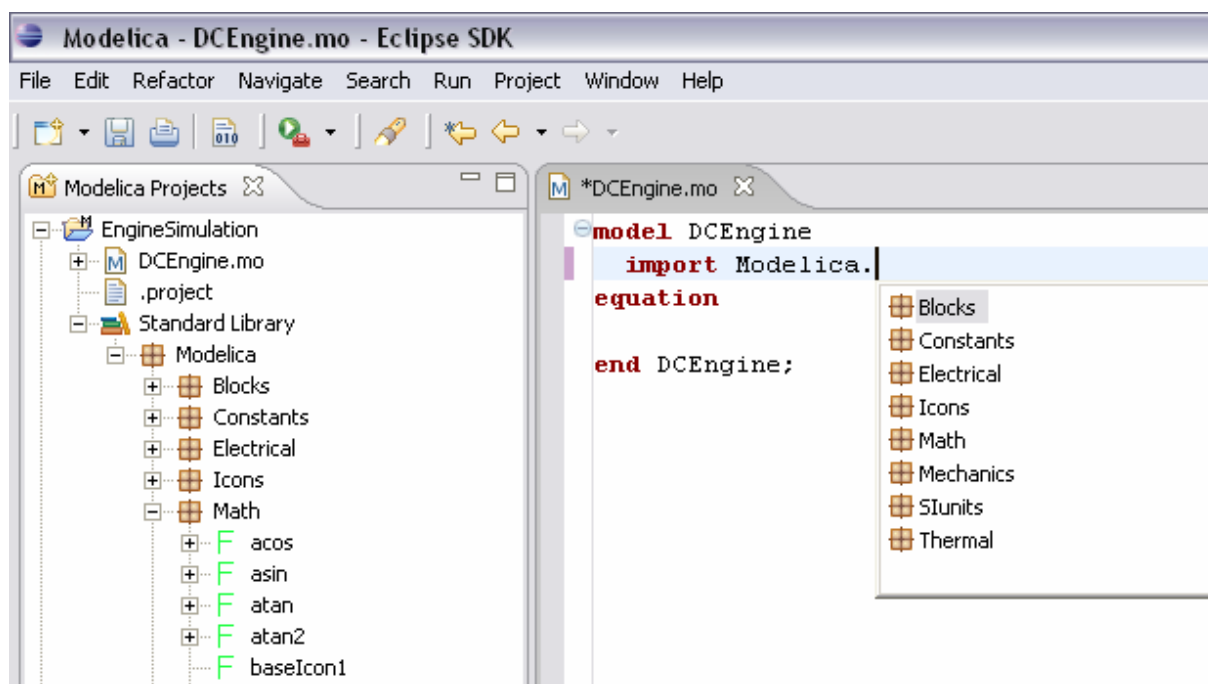 Modelica - DCEngine.mo - Eclipse SDK
File Edit Refactor Navigate Search Run Project Window Help
010
Modelica Projects
EngineSimulation
DCEngine.mo
.project
Standard Library
Modelica
Blocks
Constants
Electrical
Icons
Math
acos
asin
atan
atan2
baseIcon1
*DCEngine.mo
model DCEngine
import Modelica.
equation
end DCEngine;
Blocks
Constants
Electrical
Icons
Math
Mechanics
SIunits
Thermal